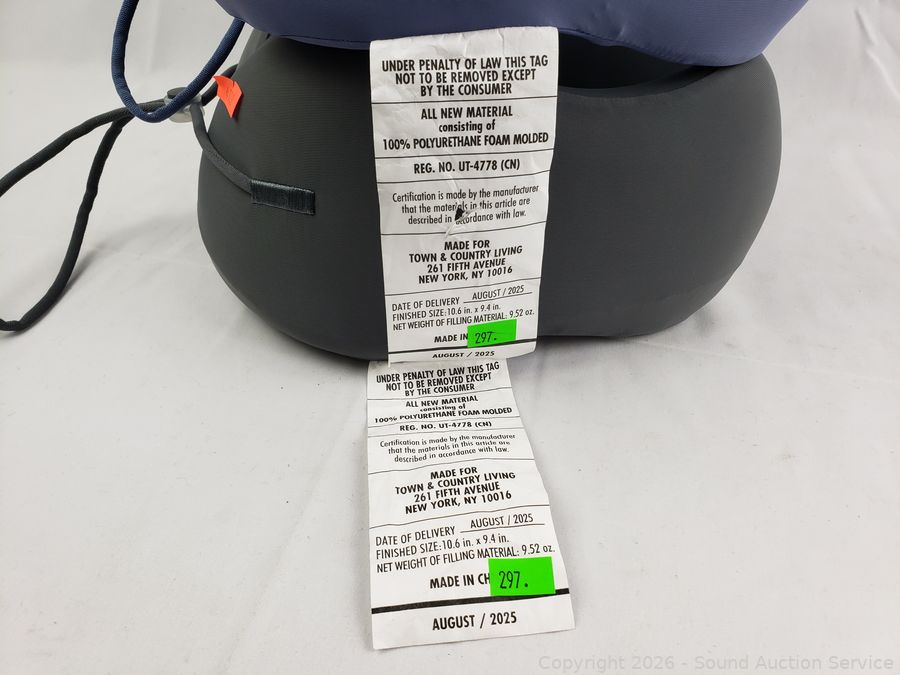 UNDER PENALTY OF LAW THIS TAG
NOT TO BE REMOVED EXCEPT
BY THE CONSUMER
ALL NEW MATERIAL
consisting of
100% POLYURETHANE FOAM MOLDED
REG. NO. UT-4778 (CN)
Certification is made by the manufacturer
that the materials in this article are
described in accordance with law.
MADE FOR
TOWN & COUNTRY LIVING
261 FIFTH AVENUE
NEW YORK, NY 10016
DATE OF DELIVERY AUGUST / 2025
FINISHED SIZE: 10.6 in. x 9.4 in.
NET WEIGHT OF FILLING MATERIAL: 9.52 oz.
MADE IN
297.
AUGUST / 2025
UNDER PENALTY OF LAW THIS TAG
NOT TO BE REMOVED EXCEPT
BY THE CONSUMER
ALL NEW MATERIAL
consisting of
100% POLYURETHANE FOAM MOLDED
REG. NO. UT-4778 (CN)
Certification is made by the manufacturer
that the materials in this article are
described in accordance with law.
MADE FOR
TOWN & COUNTRY LIVING
261 FIFTH AVENUE
NEW YORK, NY 10016
DATE OF DELIVERY AUGUST / 2025
FINISHED SIZE: 10.6 in. x 9.4 in.
NET WEIGHT OF FILLING MATERIAL: 9.52 oz.
MADE IN CH
297.
AUGUST / 2025
Copyright © 2026 - Sound Auction Service